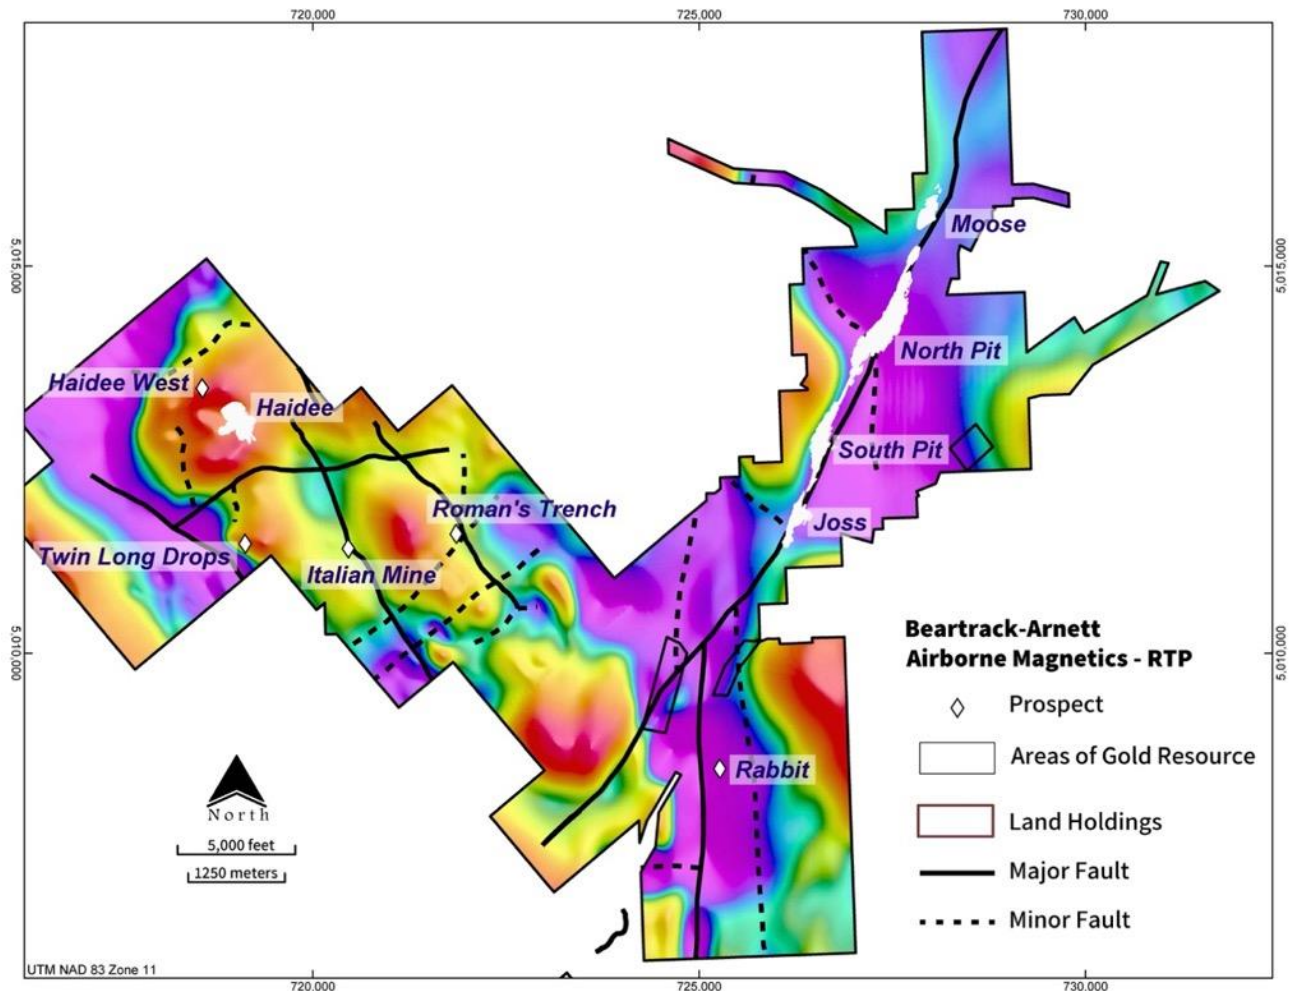 720.000
725.000
730.000
5,015.000
5,015.000
Moose
North Pit
Haidee West
Haidee
South Pit
Roman's Trench
Joss
Twin Long Drops
Italian Mine
5,010.000
5,010.000
Rabbit
Beartrack-Arnett
Airborne Magnetics - RTP
Prospect
Areas of Gold Resource
Land Holdings
Major Fault
Minor Fault
North
5,000 feet
1250 meters
UTM NAD 83 Zone 11
720.000
725.000
730.000